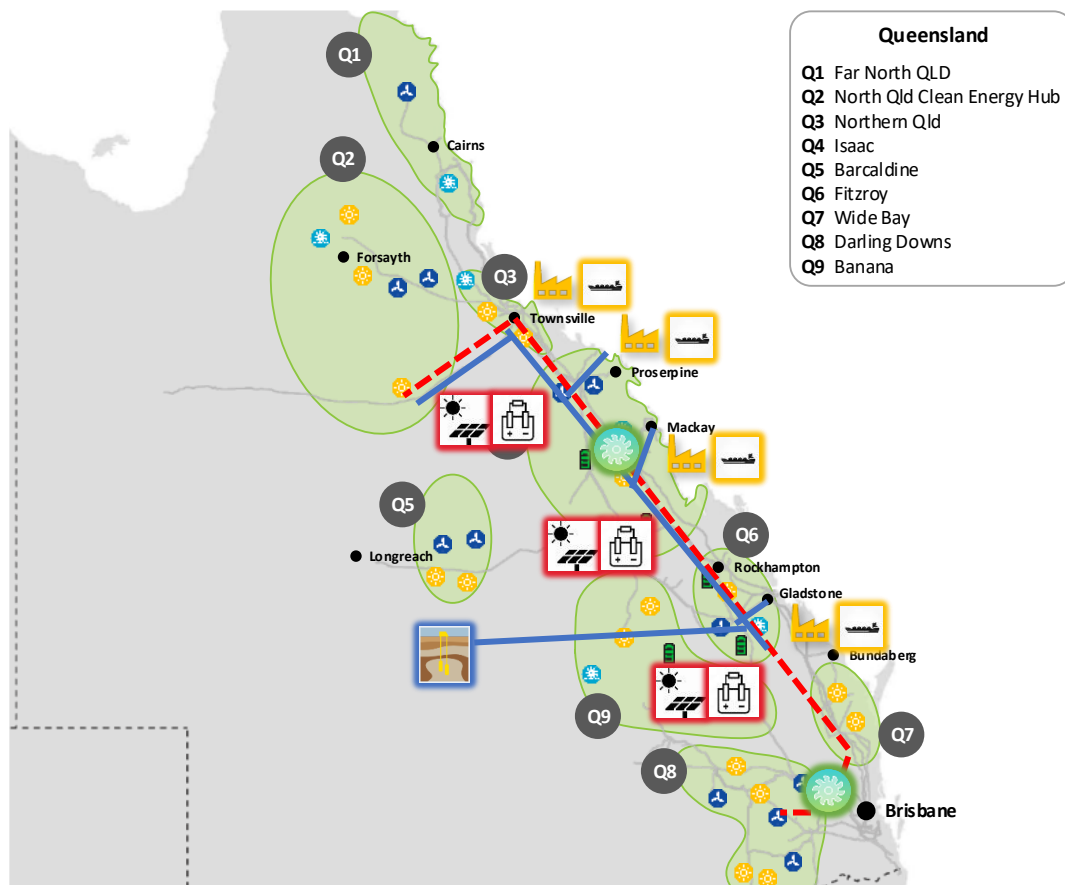 Queensland
Q1 Far North QLD
Q2 North Qld Clean Energy Hub
Q3 Northern Qld
Q4 Isaac
Q5 Barcaldine
Q6 Fitzroy
Q7 Wide Bay
Q8 Darling Downs
Q9 Banana
Q1
Cairns
Q2
Forsayth
Q3
Townsville
Proserpine
Mackay
Q5
Longreach
Q6
Rockhampton
Gladstone
Bundaberg
Q9
Q7
Q8
Brisbane